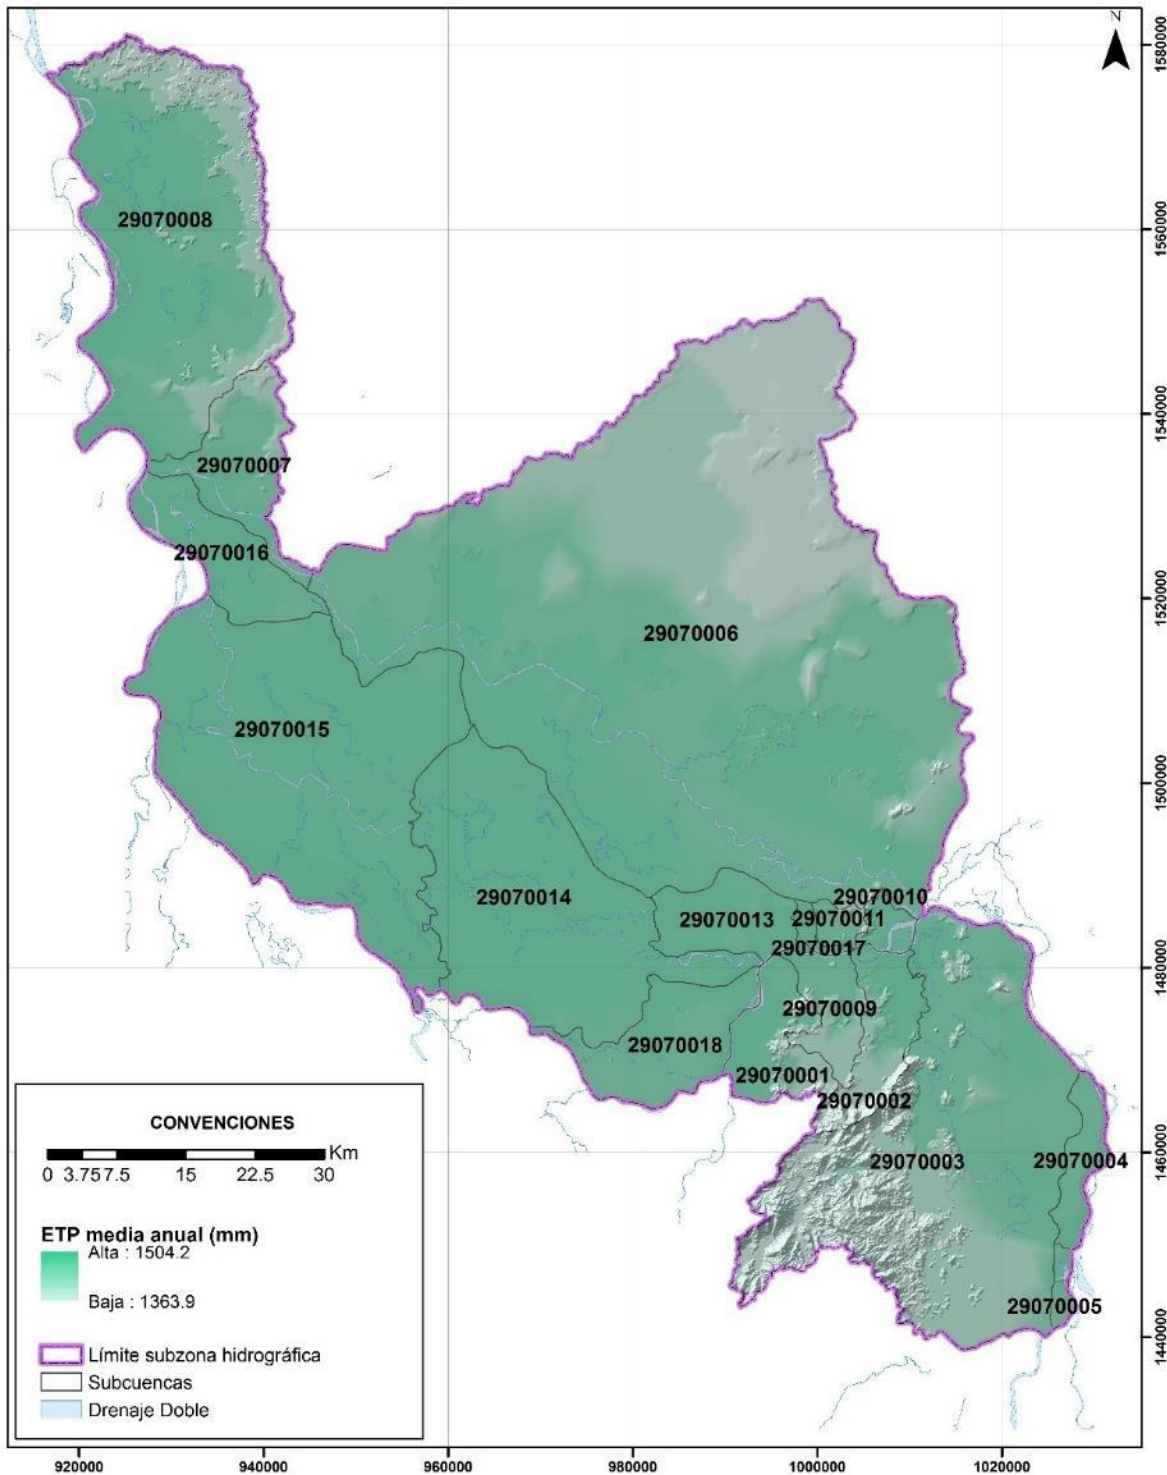 N
1580000
29070008
1560000
1540000
29070007
29070016
1520000
29070006
29070015
1500000
29070014
29070010
29070013
29070011
29070017
1480000
29070009
29070018
29070001
29070002
29070003
29070004
1460000
29070005
1440000
CONVENCIONES
Km
0 3.75 7.5 15 22.5 30
ETP media anual (mm)
Alta : 1504.2
Baja : 1363.9
Límite subzona hidrográfica
Subcuencas
Drenaje Doble
920000 940000 960000 980000 1000000 1020000